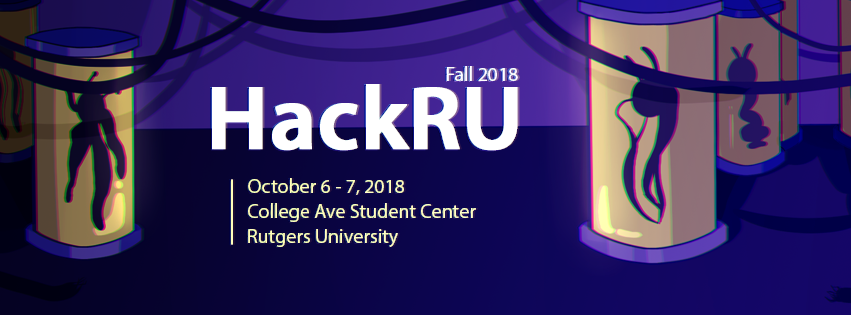 Fall 2018
HackRU
October 6 - 7, 2018
College Ave Student Center
Rutgers University